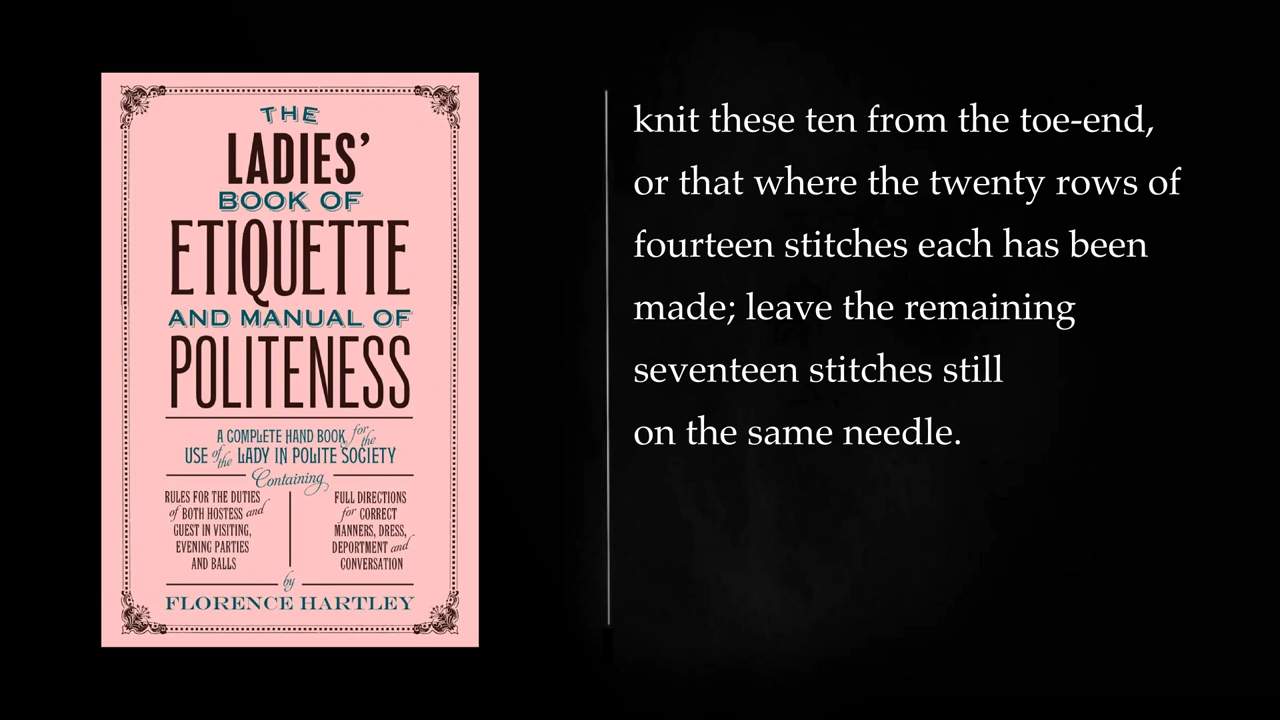 THE
LADIES'
BOOK OF
ETIQUETTE
AND MANUAL OF
POLITENESS
A COMPLETE HAND BOOK for the
USE of the LADY IN POLITE SOCIETY
Containing
RULES FOR THE DUTIES
of BOTH HOSTESS and
GUEST IN VISITING,
EVENING PARTIES
AND BALLS
FULL DIRECTIONS
for CORRECT
MANNERS, DRESS,
DEPORTMENT and
CONVERSATION
by
FLORENCE HARTLEY
knit these ten from the toe-end,
or that where the twenty rows of
fourteen stitches each has been
made; leave the remaining
seventeen stitches still
on the same needle.